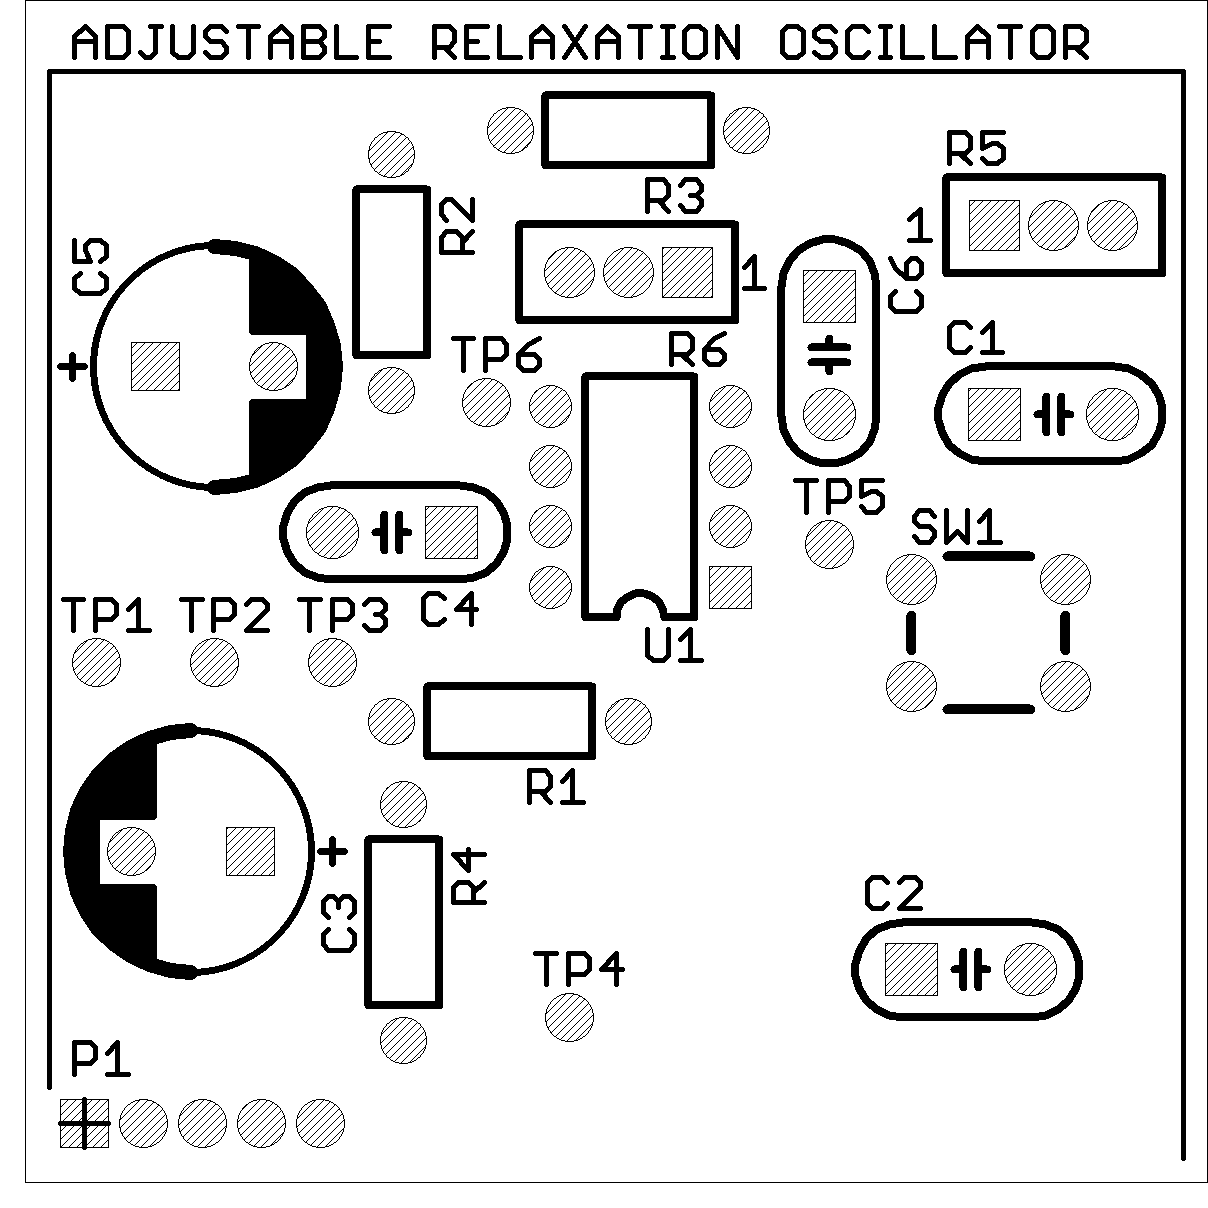 ADJUSTABLE RELAXATION OSCILLATOR
R5
R3
R2
1
C5
+
1
C6
R6
TP6
C1
TP5
SW1
C4
TP1 TP2 TP3
U1
R1
+
R4
C3
C2
TP4
P1